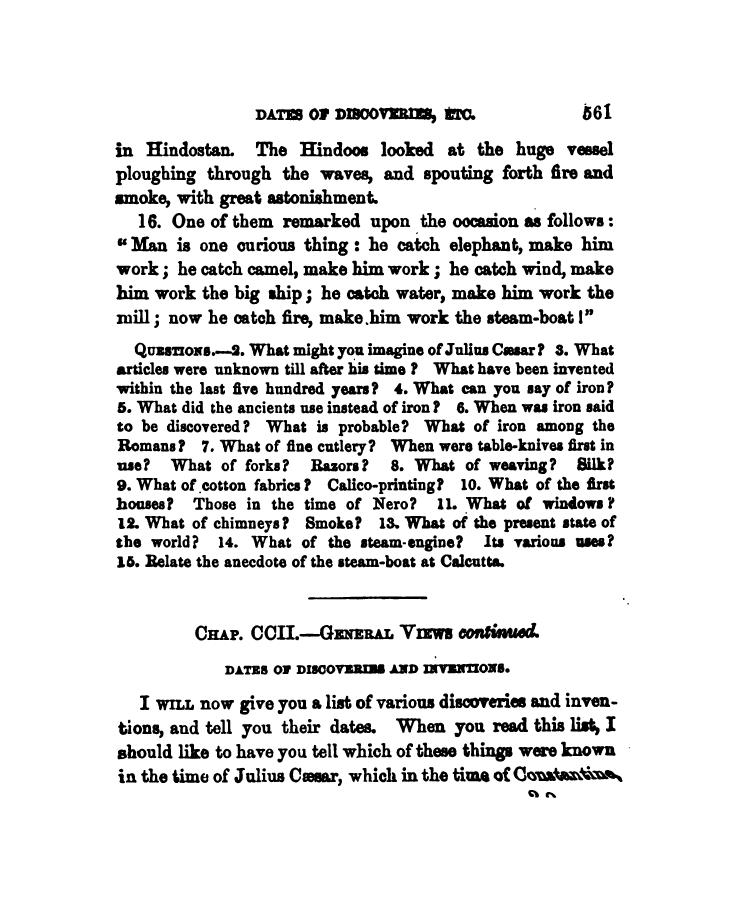 DATES OF DISCOVERIES, ETC. 561
in Hindostan. The Hindoos looked at the huge vessel
ploughing through the waves, and spouting forth fire and
smoke, with great astonishment.
16. One of them remarked upon the occasion as follows:
“Man is one curious thing: he catch elephant, make him
work; he catch camel, make him work; he catch wind, make
him work the big ship; he catch water, make him work the
mill; now he catch fire, make him work the steam-boat!”
QUESTIONS.—2. What might you imagine of Julius Cæsar? 3. What
articles were unknown till after his time? What have been invented
within the last five hundred years? 4. What can you say of iron?
5. What did the ancients use instead of iron? 6. When was iron said
to be discovered? What is probable? What of iron among the
Romans? 7. What of fine cutlery? When were table-knives first in
use? What of forks? Razors? 8. What of weaving? Silk?
9. What of cotton fabrics? Calico-printing? 10. What of the first
houses? Those in the time of Nero? 11. What of windows?
12. What of chimneys? Smoke? 13. What of the present state of
the world? 14. What of the steam-engine? Its various uses?
15. Relate the anecdote of the steam-boat at Calcutta.
CHAP. CCII.—GENERAL VIEWS continued.
DATES OF DISCOVERIES AND INVENTIONS.
I WILL now give you a list of various discoveries and inven-
tions, and tell you their dates. When you read this list, I
should like to have you tell which of these things were known
in the time of Julius Cæsar, which in the time of Constantine,